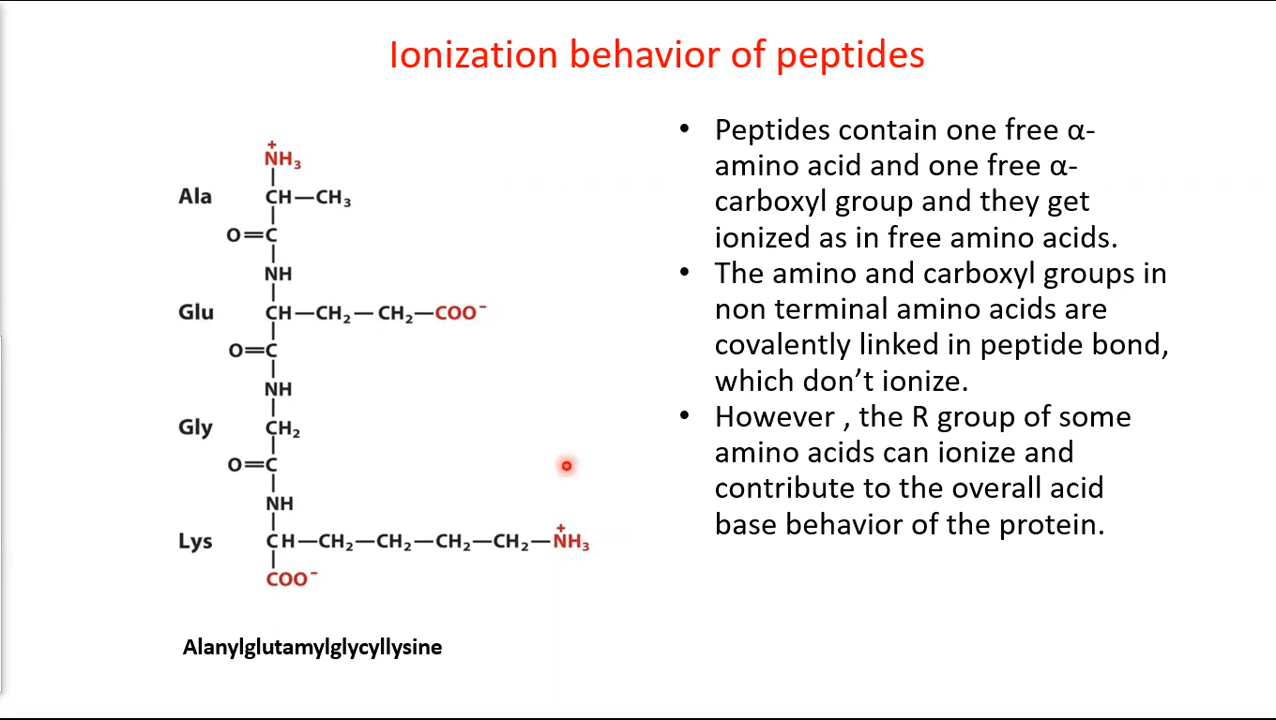 Ionization behavior of peptides
+
NH₃
Ala CH—CH₃
O=C
NH
Glu CH—CH₂—CH₂—COO⁻
O=C
NH
Gly CH₂
O=C
NH
+
Lys CH—CH₂—CH₂—CH₂—CH₂—NH₃
COO⁻
Alanylglutamylglycyllysine
• Peptides contain one free α-
amino acid and one free α-
carboxyl group and they get
ionized as in free amino acids.
• The amino and carboxyl groups in
non terminal amino acids are
covalently linked in peptide bond,
which don’t ionize.
• However , the R group of some
amino acids can ionize and
contribute to the overall acid
base behavior of the protein.